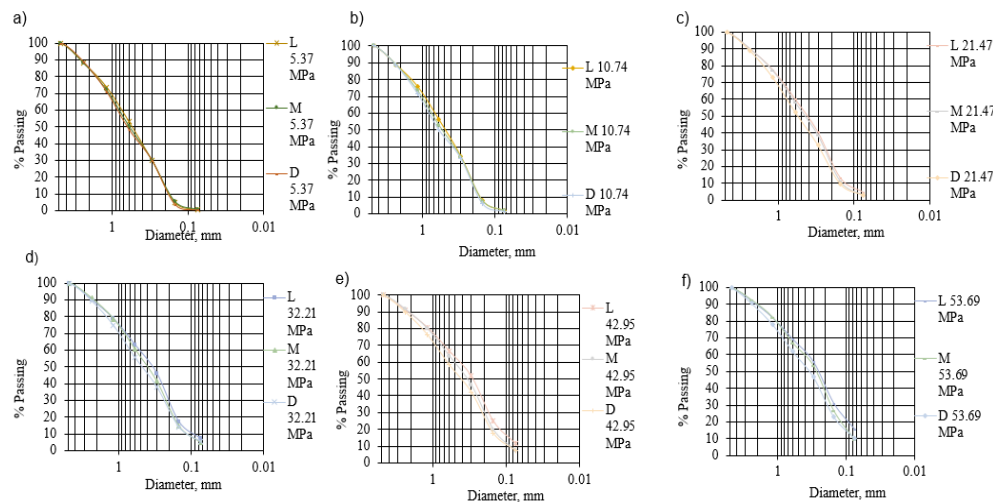 a)
100
90
80
70
60
50
40
30
20
10
0
% Passing
1
0.1
0.01
Diameter, mm
L
5.37
MPa
M
5.37
MPa
D
5.37
MPa
b)
100
90
80
70
60
50
40
30
20
10
0
% Passing
1
0.1
0.01
Diameter, mm
L 10.74
MPa
M 10.74
MPa
D 10.74
MPa
c)
100
90
80
70
60
50
40
30
20
10
0
% Passing
1
0.1
0.01
Diameter, mm
L 21.47
MPa
M 21.47
MPa
D 21.47
MPa
d)
100
90
80
70
60
50
40
30
20
10
0
% Passing
1
0.1
0.01
Diameter, mm
L
32.21
MPa
M
32.21
MPa
D
32.21
MPa
e)
100
90
80
70
60
50
40
30
20
10
0
% Passing
1
0.1
0.01
Diameter, mm
L
42.95
MPa
M
42.95
MPa
D
42.95
MPa
f)
100
90
80
70
60
50
40
30
20
10
0
% Passing
1
0.1
0.01
Diameter, mm
L 53.69
MPa
M
53.69
MPa
D 53.69
MPa